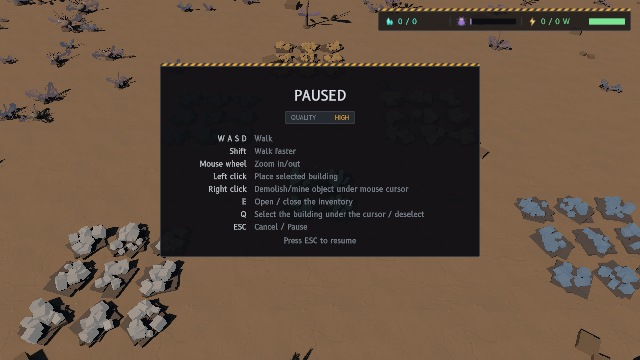 0 / 0
0 / 0 W
PAUSED
QUALITY HIGH
W A S D Walk
Shift Walk faster
Mouse wheel Zoom in/out
Left click Place selected building
Right click Demolish/mine object under mouse cursor
E Open / close the inventory
Q Select the building under the cursor / deselect
ESC Cancel / Pause
Press ESC to resume